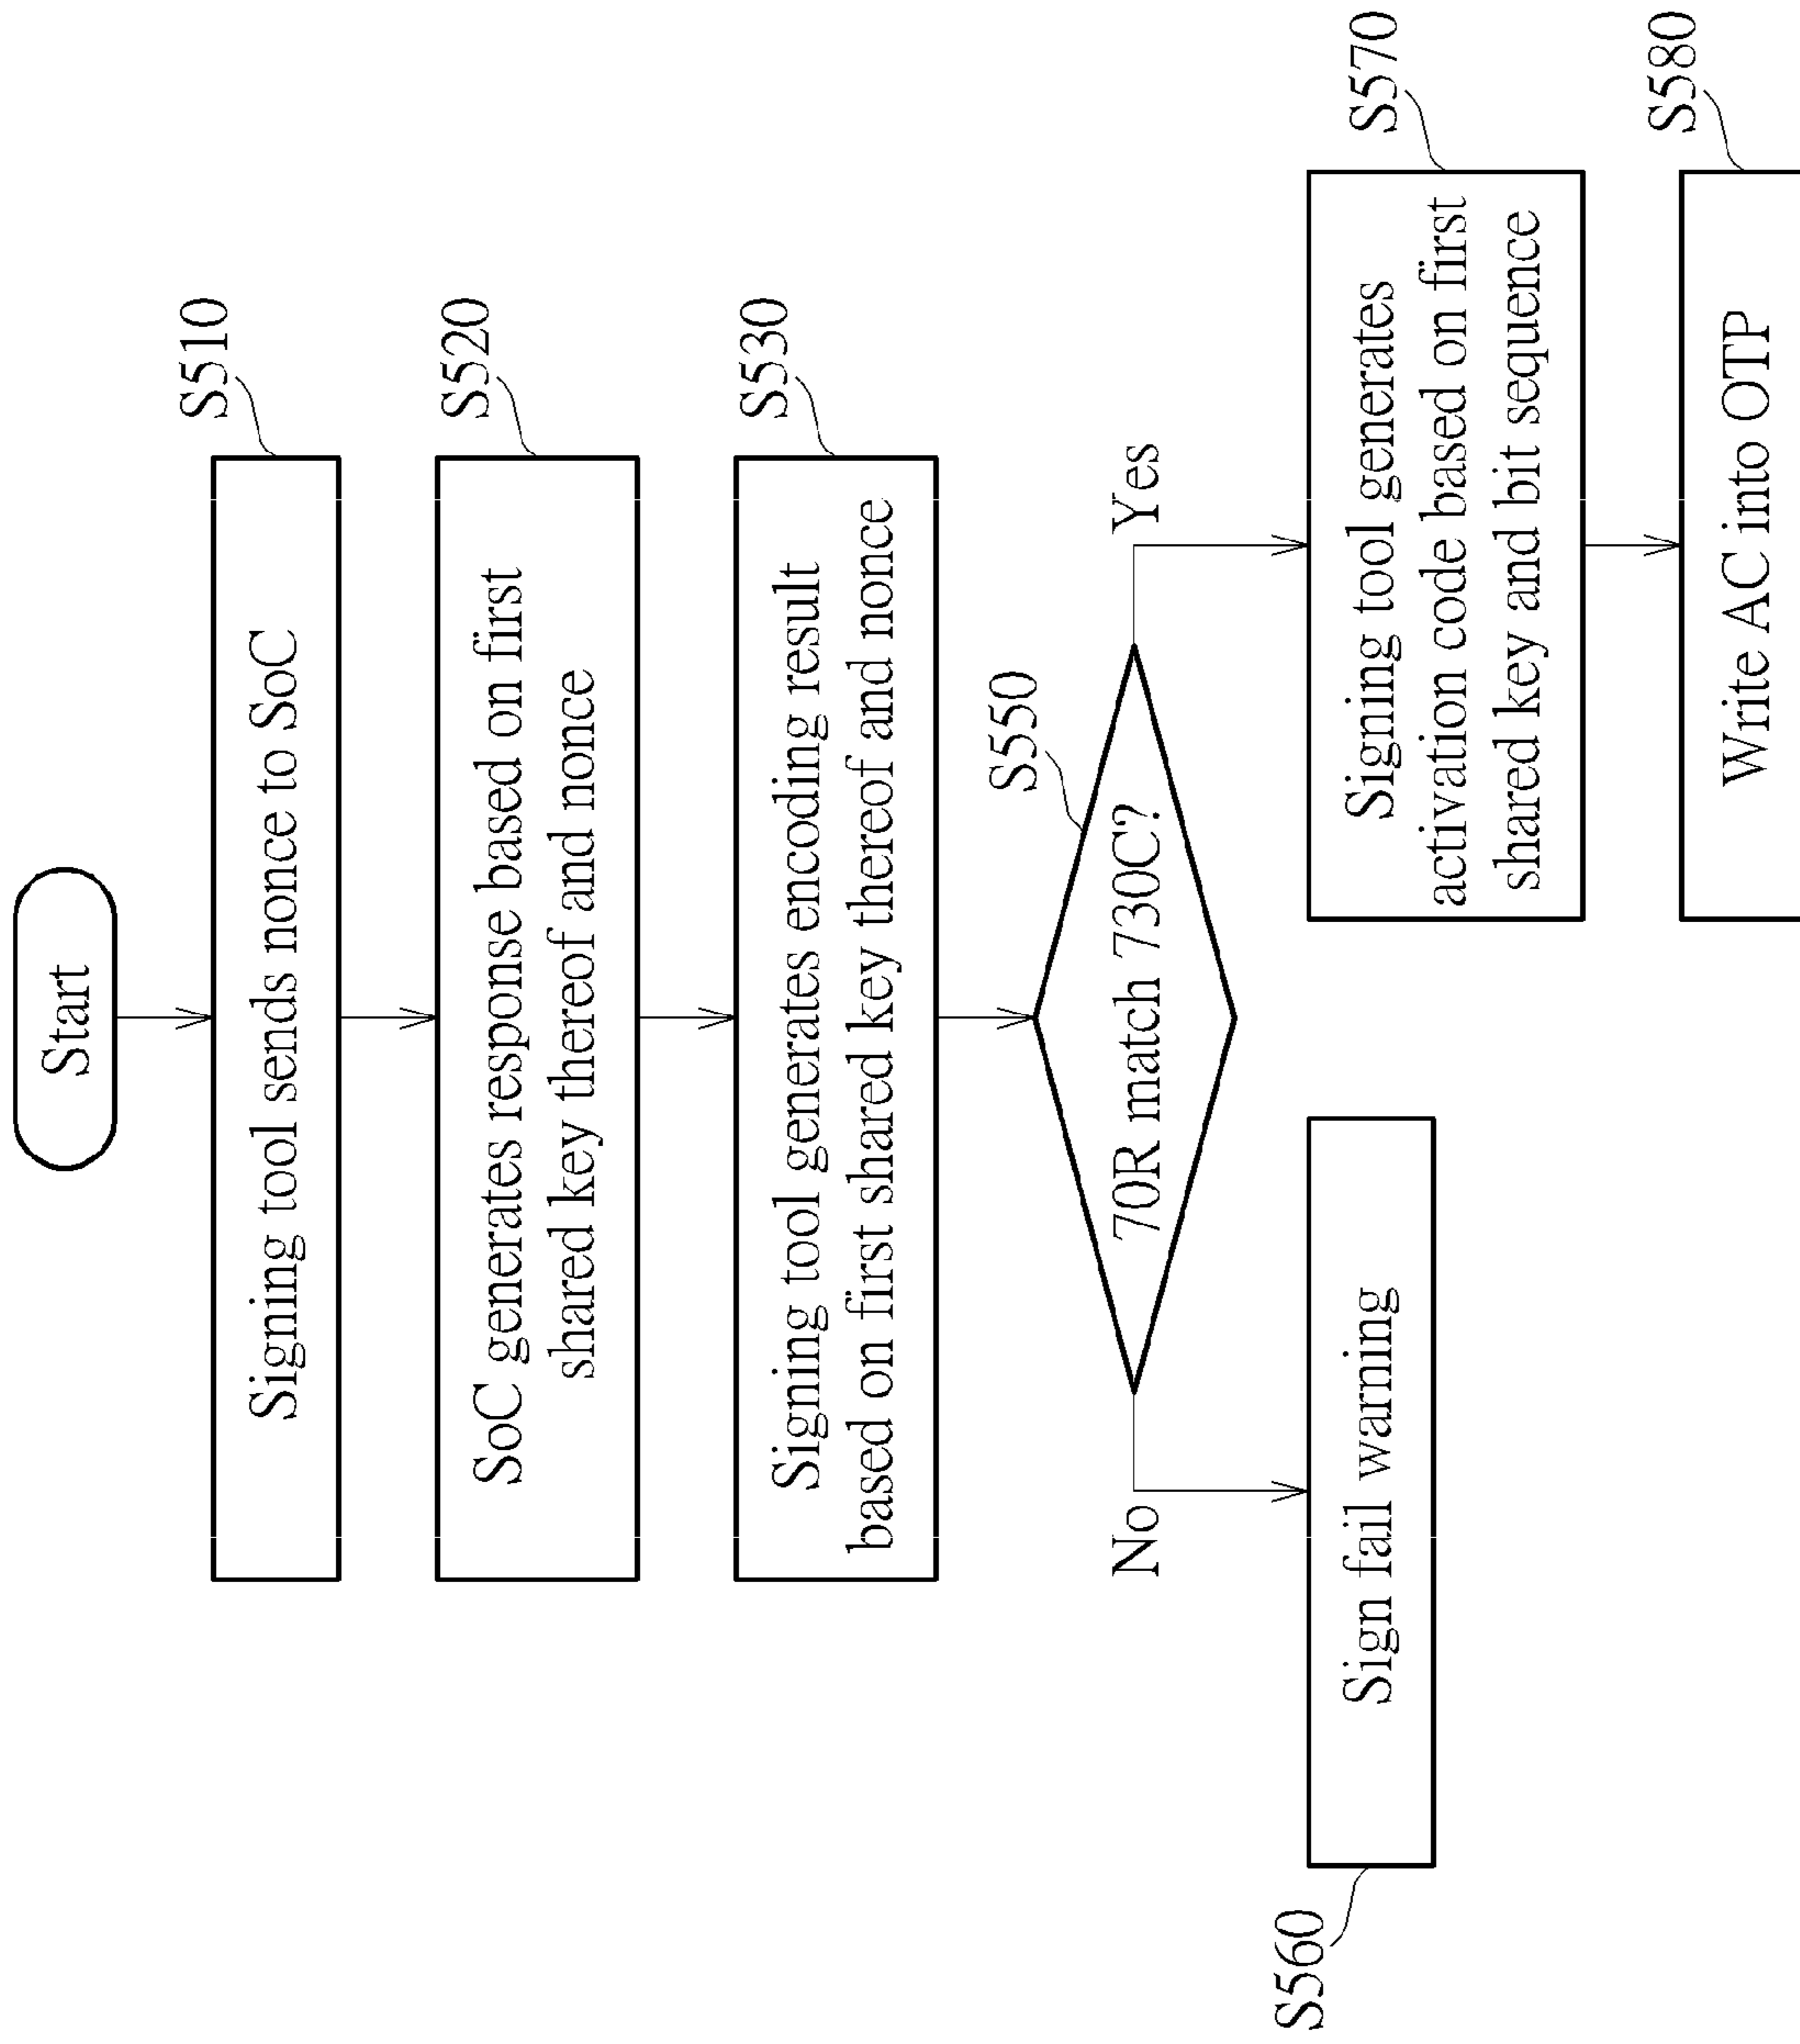 Start
S510
Signing tool sends nonce to SoC
S520
SoC generates response based on first
shared key thereof and nonce
S530
Signing tool generates encoding result
based on first shared key thereof and nonce
S550
70R match 730C?
No
Yes
S560
Sign fail warning
S570
Signing tool generates
activation code based on first
shared key and bit sequence
S580
Write AC into OTP